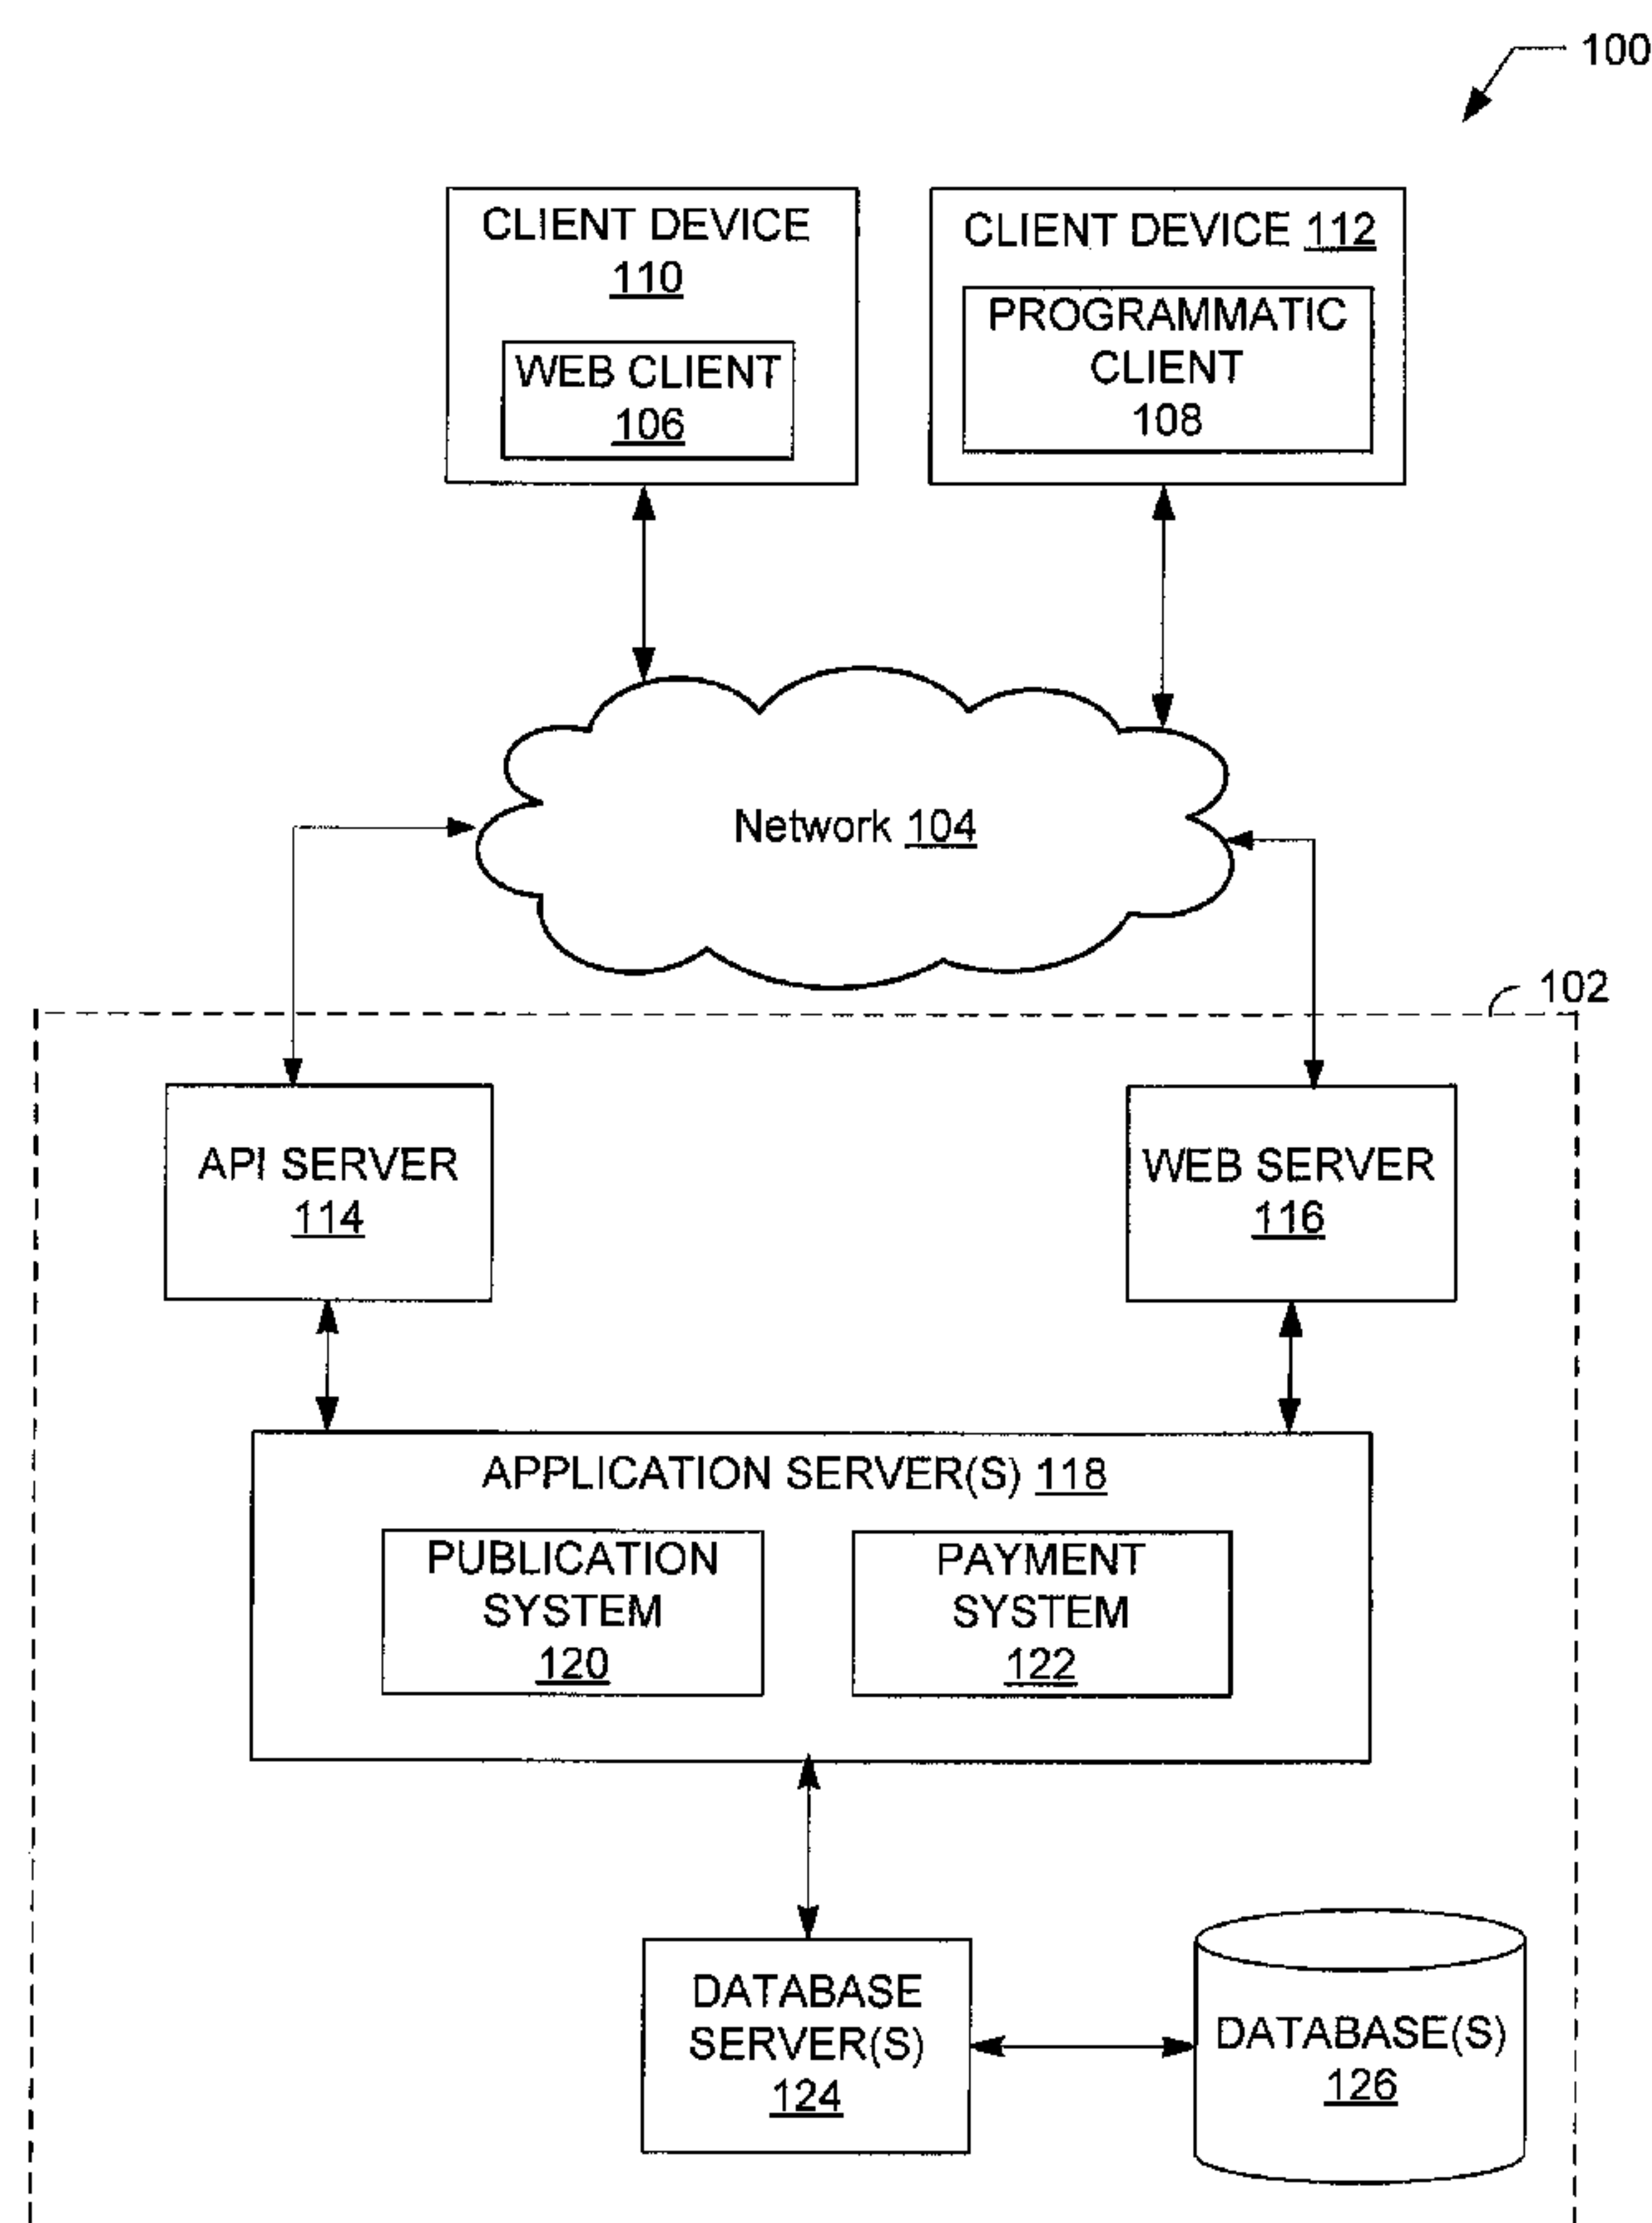 100
CLIENT DEVICE
110
WEB CLIENT
106
CLIENT DEVICE 112
PROGRAMMATIC
CLIENT
108
Network 104
102
API SERVER
114
WEB SERVER
116
APPLICATION SERVER(S) 118
PUBLICATION
SYSTEM
120
PAYMENT
SYSTEM
122
DATABASE
SERVER(S)
124
DATABASE(S)
126